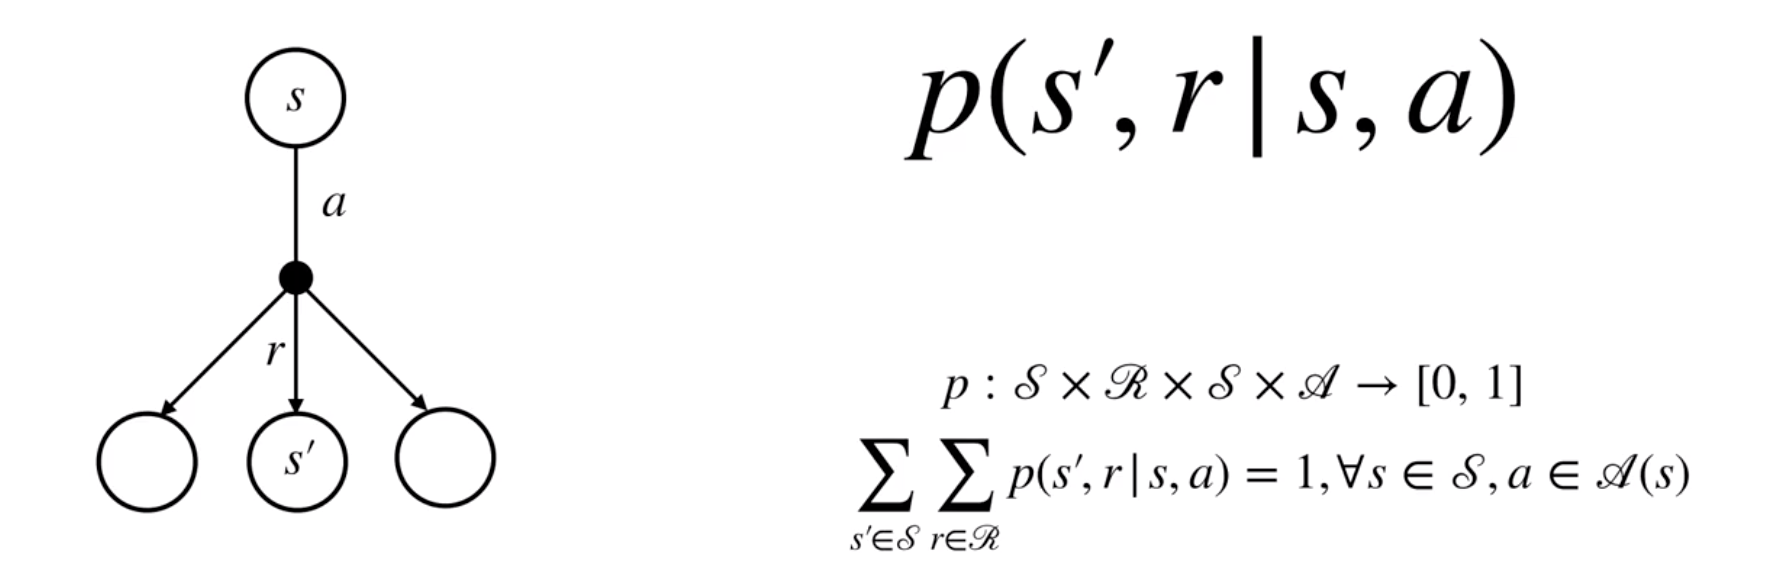 s
a
r
s′
p(s′, r | s, a)
p : 𝒮 × ℛ × 𝒮 × 𝒜 → [0, 1]
∑ ∑ p(s′, r | s, a) = 1, ∀s ∈ 𝒮, a ∈ 𝒜(s)
s′∈𝒮 r∈ℛ